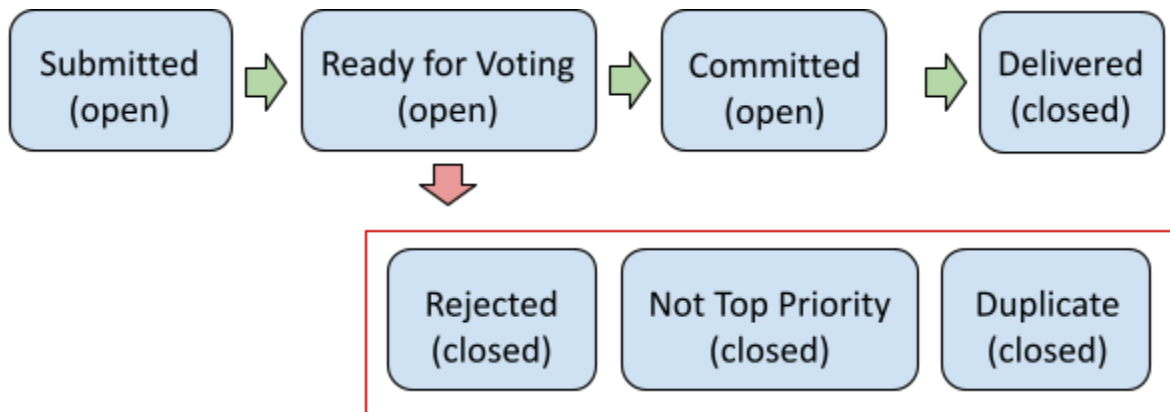 Submitted
(open)
Ready for Voting
(open)
Committed
(open)
Delivered
(closed)
Rejected
(closed)
Not Top Priority
(closed)
Duplicate
(closed)